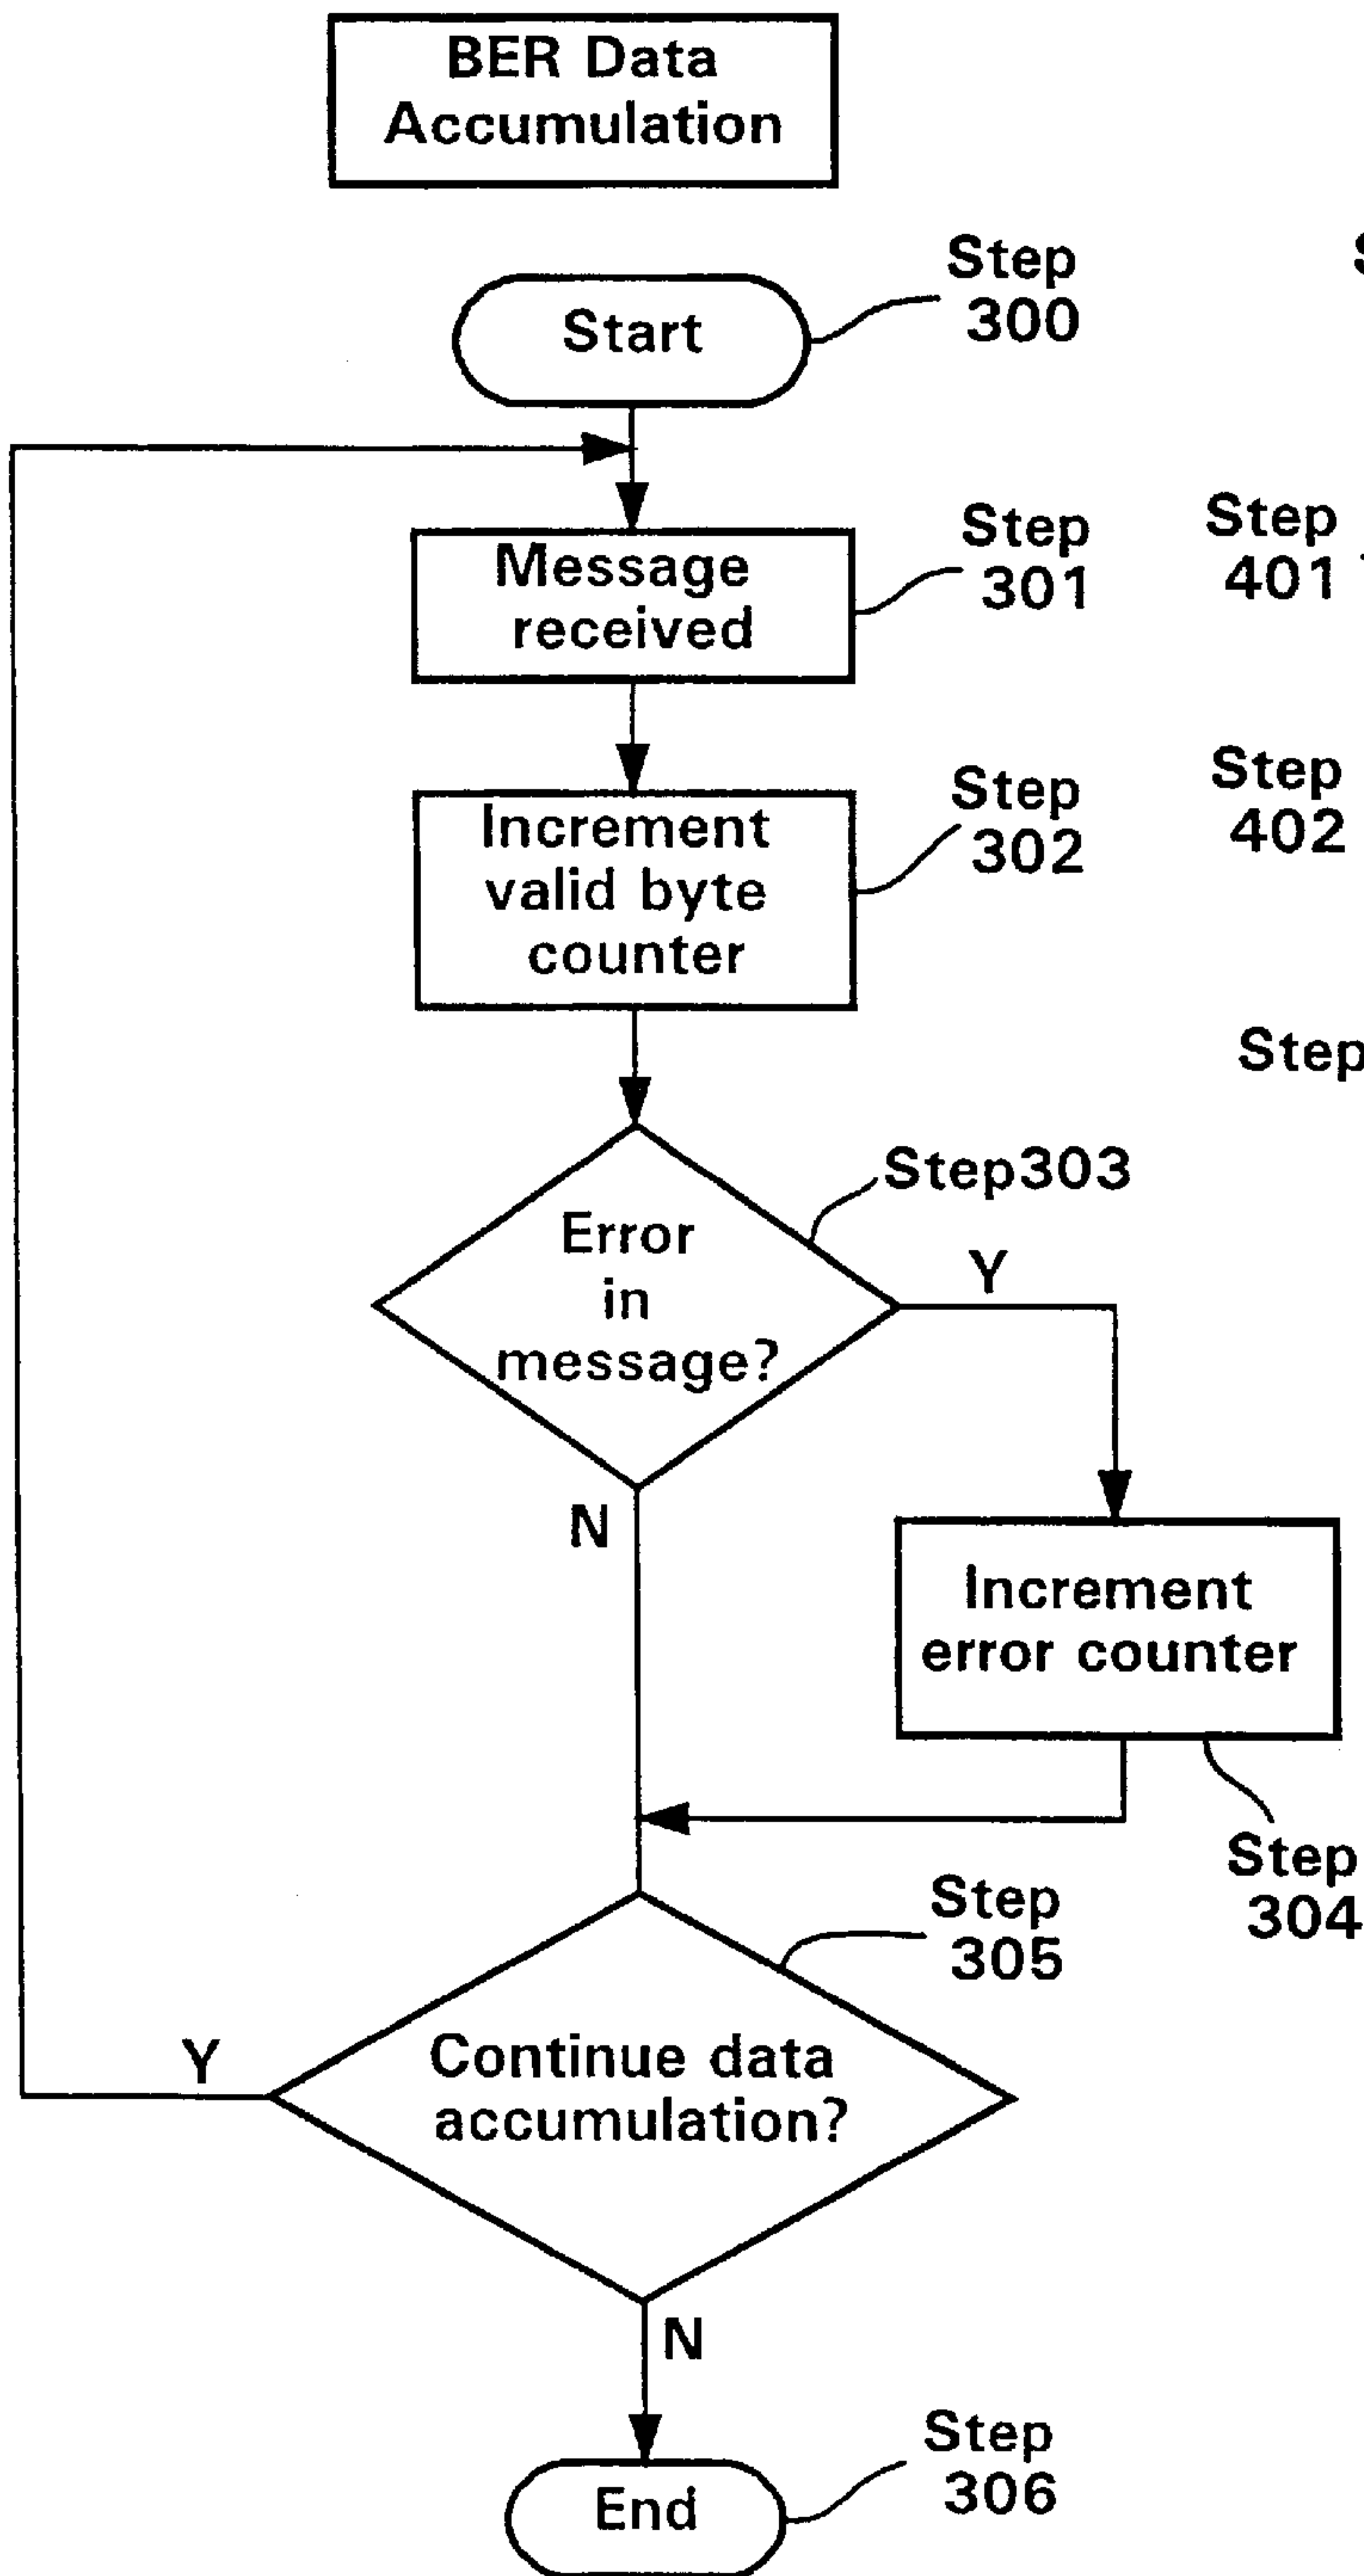 BER Data
Accumulation
Step
300
Start
Message
received
Step
301
Step
401
Increment
valid byte
counter
Step
302
Step
402
Step
Step303
Error
in
message?
Y
N
Increment
error counter
Step
304
Step
305
Continue data
accumulation?
Y
N
Step
306
End